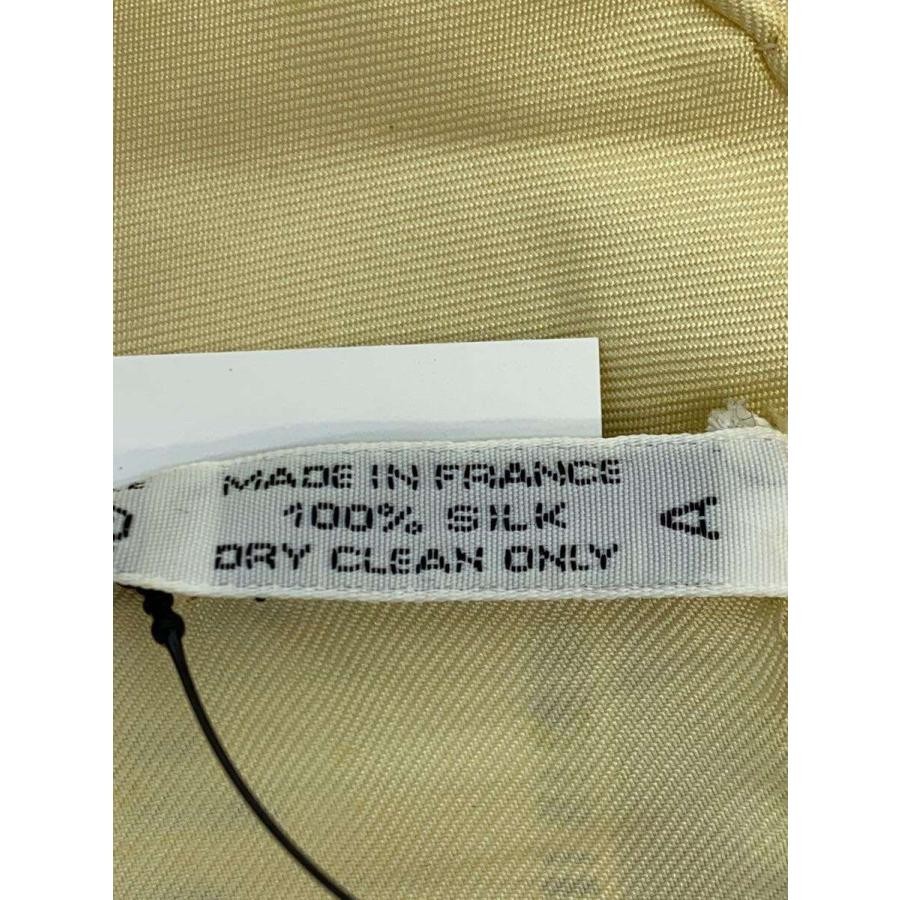 MADE IN FRANCE
100% SILK
DRY CLEAN ONLY
A